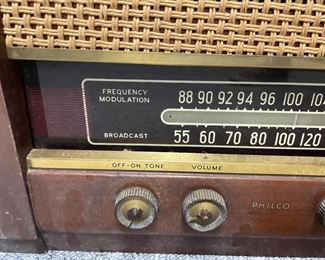 FREQUENCY
MODULATION
88 90 92 94 96 100 10
BROADCAST
55 60 70 80 100 120
OFF-ON TONE VOLUME
PHILCO